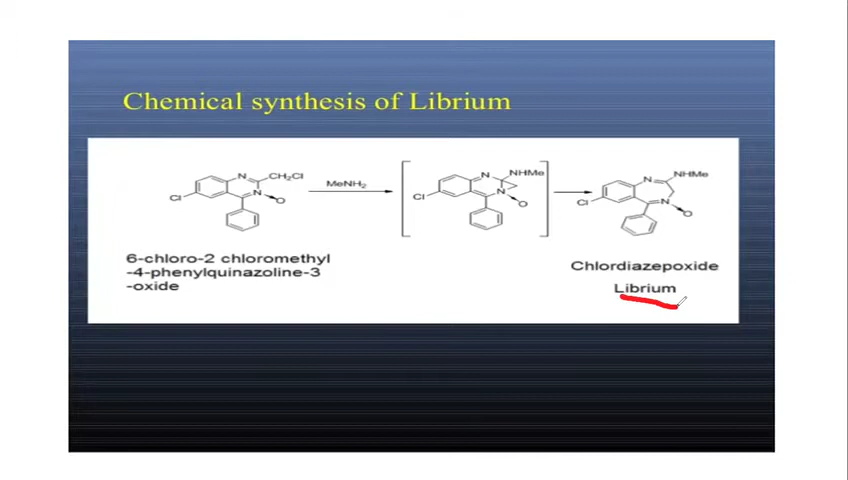 Chemical synthesis of Librium
N CH₂Cl
Cl N O
MeNH₂
N NHMe
Cl N O
N NHMe
Cl N O
6-chloro-2 chloromethyl
-4-phenylquinazoline-3
-oxide
Chlordiazepoxide
Librium